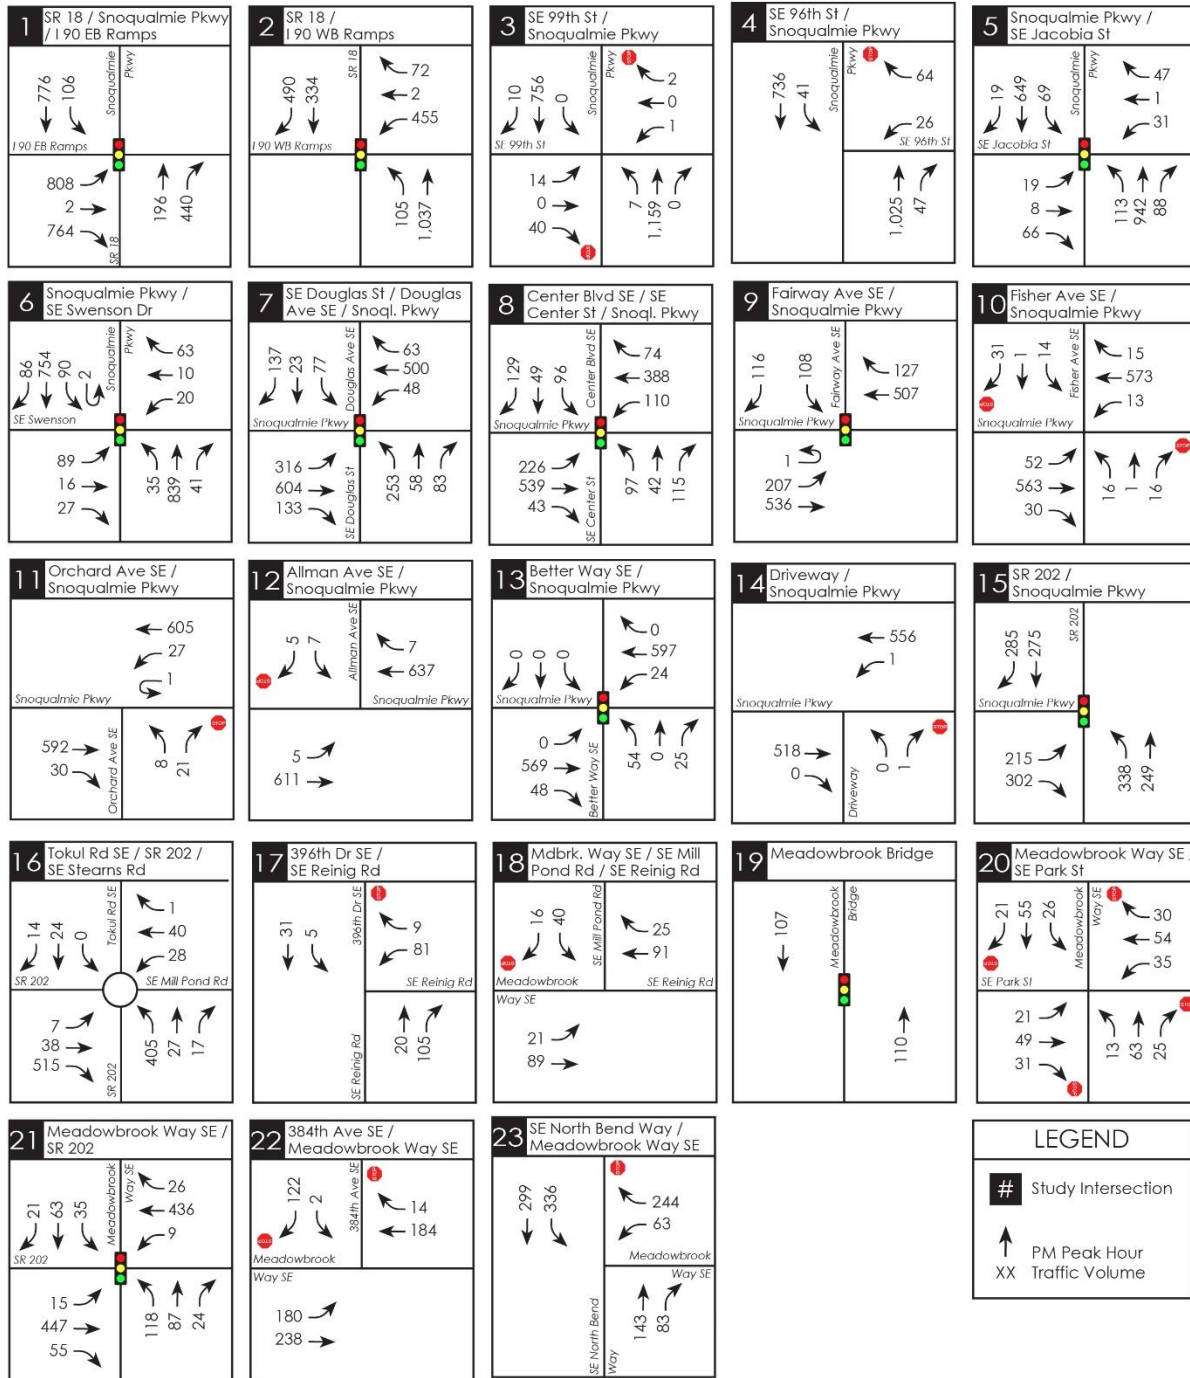 1
SR 18 / Snoqualmie Pkwy
/ I 90 EB Ramps
776
106
Snoqualmie
Pkwy
I 90 EB Ramps
808
2
764
SR 18
196
440
2
SR 18 /
I 90 WB Ramps
490
334
SR 18
72
2
455
I 90 WB Ramps
105
1,037
3
SE 99th St /
Snoqualmie Pkwy
10
756
0
Snoqualmie
Pkwy
STOP
2
0
1
SE 99th St
14
0
40
STOP
7
1,159
0
4
SE 96th St /
Snoqualmie Pkwy
736
41
Snoqualmie
Pkwy
STOP
64
26
SE 96th St
1,025
47
5
Snoqualmie Pkwy /
SE Jacobia St
19
649
69
Snoqualmie
Pkwy
47
1
31
SE Jacobia St
19
8
66
113
942
88
6
Snoqualmie Pkwy /
SE Swenson Dr
86
754
90
2
Snoqualmie
Pkwy
63
10
20
SE Swenson
89
16
27
35
839
41
7
SE Douglas St / Douglas
Ave SE / Snoql. Pkwy
137
23
77
Douglas Ave SE
63
500
48
Snoqualmie Pkwy
316
604
133
SE Douglas St
253
58
83
8
Center Blvd SE / SE
Center St / Snoql. Pkwy
129
49
96
Center Blvd SE
74
388
110
Snoqualmie Pkwy
226
539
43
SE Center St
97
42
115
9
Fairway Ave SE /
Snoqualmie Pkwy
116
108
Fairway Ave SE
127
507
Snoqualmie Pkwy
1
207
536
10
Fisher Ave SE /
Snoqualmie Pkwy
31
1
14
Fisher Ave SE
15
573
13
STOP
Snoqualmie Pkwy
52
563
30
16
1
16
STOP
11
Orchard Ave SE /
Snoqualmie Pkwy
605
27
1
Snoqualmie Pkwy
592
30
Orchard Ave SE
8
21
STOP
12
Allman Ave SE /
Snoqualmie Pkwy
5
7
STOP
Allman Ave SE
7
637
Snoqualmie Pkwy
5
611
13
Better Way SE /
Snoqualmie Pkwy
0
0
0
0
597
24
Snoqualmie Pkwy
0
569
48
Better Way SE
54
0
25
14
Driveway /
Snoqualmie Pkwy
556
1
Snoqualmie Pkwy
518
0
Driveway
0
1
STOP
15
SR 202 /
Snoqualmie Pkwy
285
275
SR 202
Snoqualmie Pkwy
215
302
338
249
16
Tokul Rd SE / SR 202 /
SE Stearns Rd
14
24
0
Tokul Rd SE
1
40
28
SR 202
SE Mill Pond Rd
7
38
515
SR 202
405
27
17
17
396th Dr SE /
SE Reinig Rd
31
5
396th Dr SE
STOP
9
81
SE Reinig Rd
SE Reinig Rd
20
105
18
Mdbrk. Way SE / SE Mill
Pond Rd / SE Reinig Rd
16
40
STOP
SE Mill Pond Rd
25
91
Meadowbrook
SE Reinig Rd
Way SE
21
89
19
Meadowbrook Bridge
107
Meadowbrook
Bridge
110
20
Meadowbrook Way SE /
SE Park St
21
55
26
STOP
Meadowbrook
Way SE
STOP
30
54
35
SE Park St
21
49
31
STOP
13
63
25
STOP
21
Meadowbrook Way SE /
SR 202
21
63
35
Meadowbrook
Way SE
26
436
9
SR 202
15
447
55
118
87
24
22
384th Ave SE /
Meadowbrook Way SE
122
2
STOP
384th Ave SE
STOP
14
184
Meadowbrook
Way SE
180
238
23
SE North Bend Way /
Meadowbrook Way SE
299
336
STOP
244
63
Meadowbrook
Way SE
SE North Bend
Way
143
83
LEGEND
# Study Intersection
PM Peak Hour
XX Traffic Volume